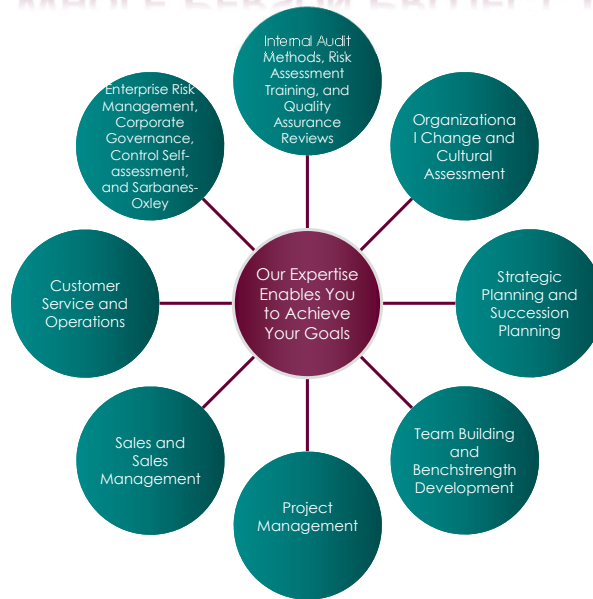 Internal Audit
Methods, Risk
Assessment
Training, and
Quality
Assurance
Reviews
Organizationa
l Change and
Cultural
Assessment
Strategic
Planning and
Succession
Planning
Team Building
and
Benchstrength
Development
Project
Management
Sales and
Sales
Management
Customer
Service and
Operations
Enterprise Risk
Management,
Corporate
Governance,
Control Self-
assessment,
and Sarbanes-
Oxley
Our Expertise
Enables You
to Achieve
Your Goals